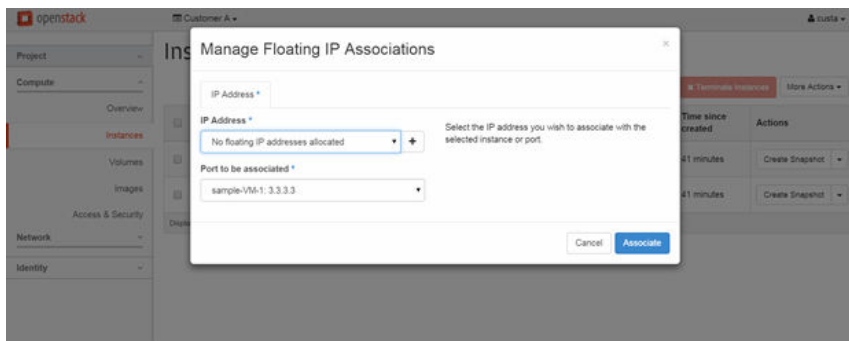 openstack
Customer A
custa
Project
Compute
Overview
Instances
Volumes
Images
Access & Security
Network
Identity
Ins
Manage Floating IP Associations
×
IP Address *
IP Address *
No floating IP addresses allocated
+
Select the IP address you wish to associate with the
selected instance or port.
Port to be associated *
sample-VM-1: 3.3.3.3
Cancel
Associate
× Terminate Instances
More Actions
Time since
created
Actions
41 minutes
Create Snapshot
41 minutes
Create Snapshot